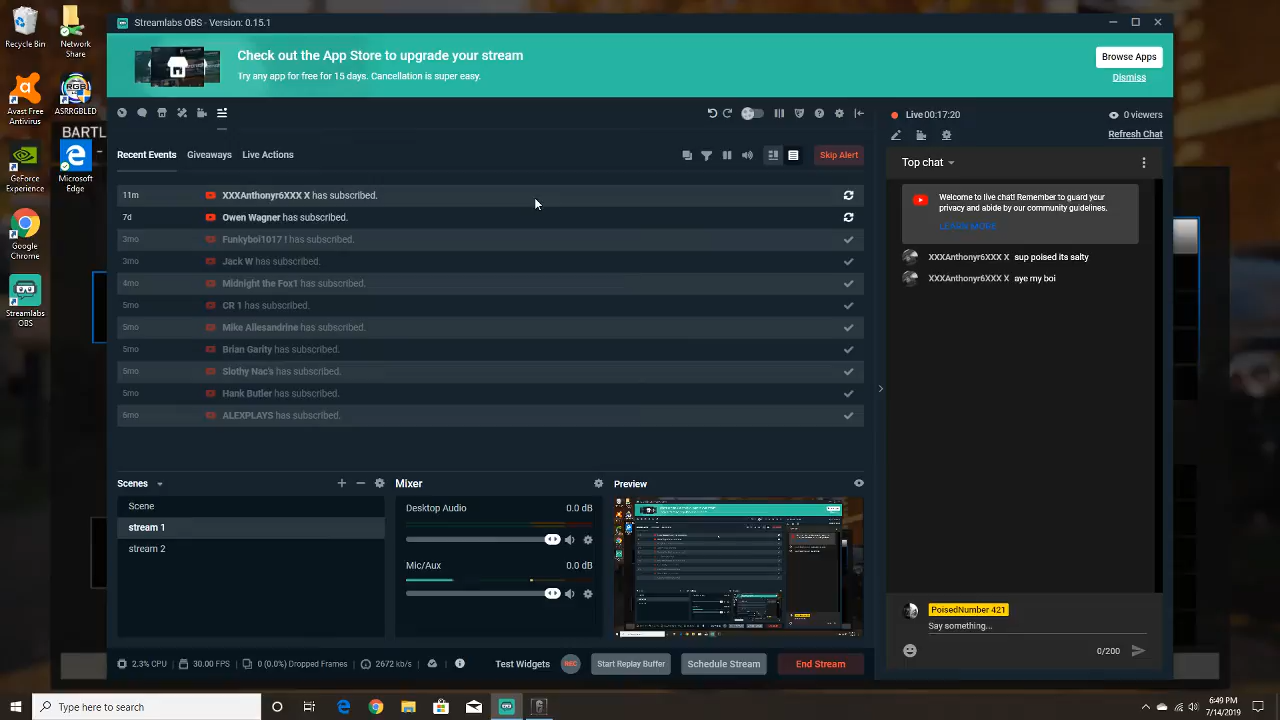 Recycle Bin
Network Share
Avast Free Antivirus
ASRRGBLED
BARTL
GeForce Experience
Microsoft Edge
Google Chrome
Streamlabs OBS
Streamlabs OBS - Version: 0.15.1
Check out the App Store to upgrade your stream
Try any app for free for 15 days. Cancellation is super easy.
Browse Apps
Dismiss
Live 00:17:20
0 viewers
Refresh Chat
Recent Events
Giveaways
Live Actions
Skip Alert
11m XXXAnthonyr6XXX X has subscribed.
7d Owen Wagner has subscribed.
3mo Funkyboi1017 ! has subscribed.
3mo Jack W has subscribed.
4mo Midnight the Fox1 has subscribed.
5mo CR 1 has subscribed.
5mo Mike Allesandrine has subscribed.
5mo Brian Garity has subscribed.
5mo Slothy Nac's has subscribed.
5mo Hank Butler has subscribed.
6mo ALEXPLAYS has subscribed.
Top chat
Welcome to live chat! Remember to guard your
privacy and abide by our community guidelines.
LEARN MORE
XXXAnthonyr6XXX X sup poised its salty
XXXAnthonyr6XXX X aye my boi
Scenes
Scene
stream 1
stream 2
Mixer
Desktop Audio 0.0 dB
Mic/Aux 0.0 dB
Preview
PoisedNumber 421
Say something...
0/200
2.3% CPU
30.00 FPS
0 (0.0%) Dropped Frames
2672 kb/s
Test Widgets
REC
Start Replay Buffer
Schedule Stream
End Stream
Type here to search
6:49 PM
7/14/2019